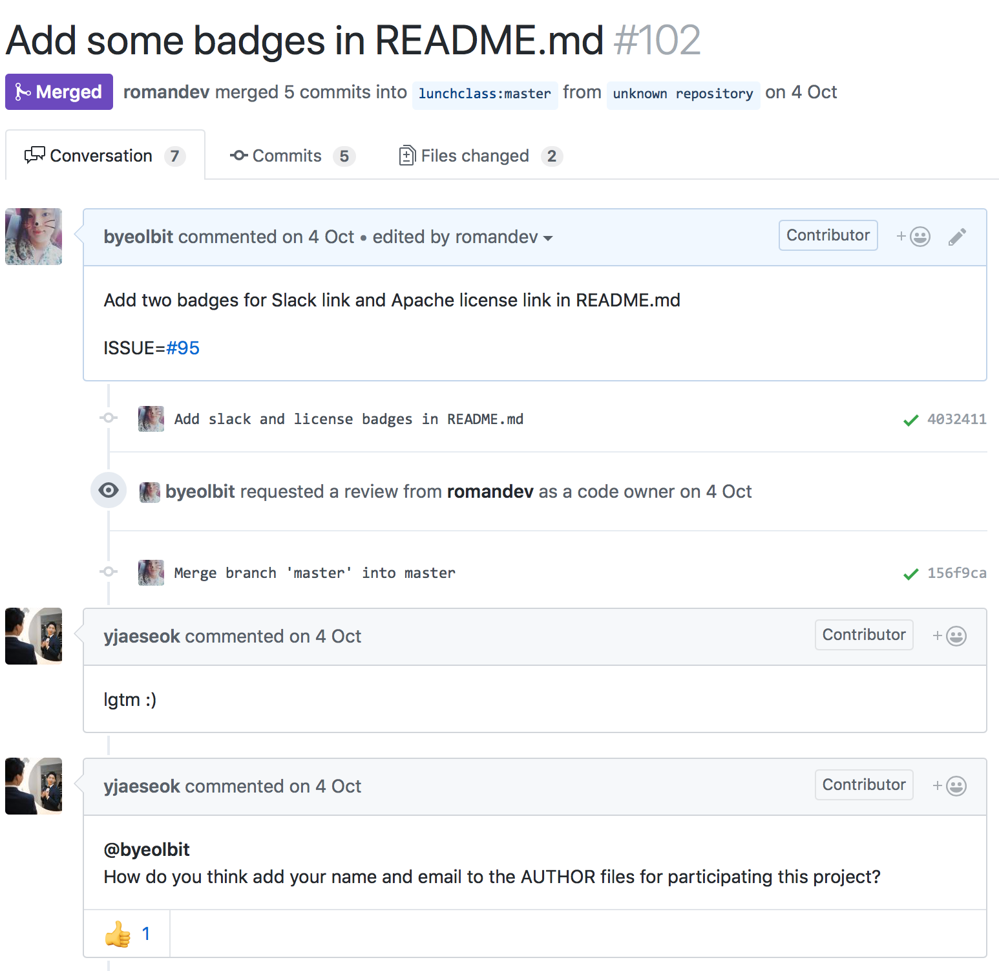 Add some badges in README.md #102
Merged romandev merged 5 commits into lunchclass:master from unknown repository on 4 Oct
Conversation 7 Commits 5 Files changed 2
byeolbit commented on 4 Oct • edited by romandev Contributor
Add two badges for Slack link and Apache license link in README.md
ISSUE=#95
Add slack and license badges in README.md 4032411
byeolbit requested a review from romandev as a code owner on 4 Oct
Merge branch 'master' into master 156f9ca
yjaeseok commented on 4 Oct Contributor
lgtm :)
yjaeseok commented on 4 Oct Contributor
@byeolbit
How do you think add your name and email to the AUTHOR files for participating this project?
👍 1